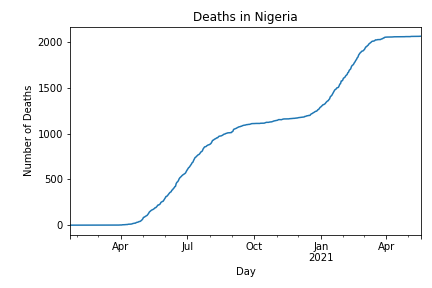 Deaths in Nigeria
Number of Deaths
2000
1500
1000
500
0
Apr Jul Oct Jan Apr
2021
Day